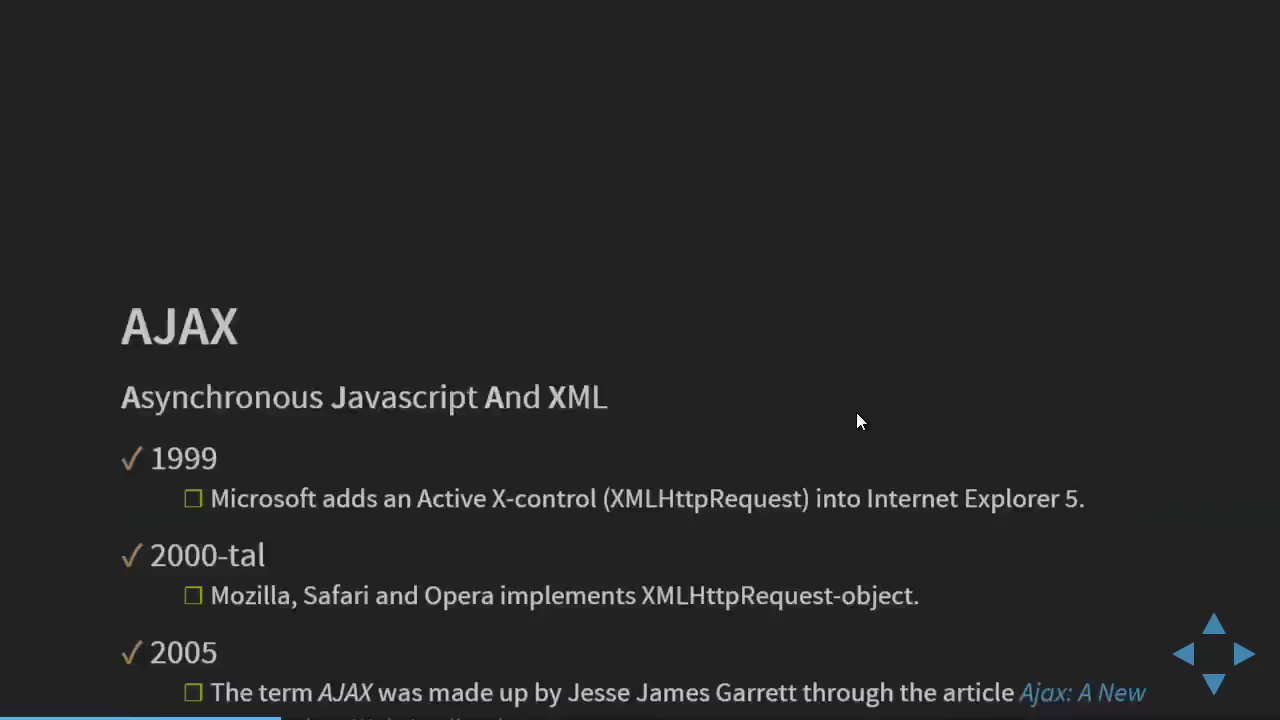 AJAX
Asynchronous Javascript And XML
✓ 1999
❐ Microsoft adds an Active X-control (XMLHttpRequest) into Internet Explorer 5.
✓ 2000-tal
❐ Mozilla, Safari and Opera implements XMLHttpRequest-object.
✓ 2005
❐ The term AJAX was made up by Jesse James Garrett through the article Ajax: A New